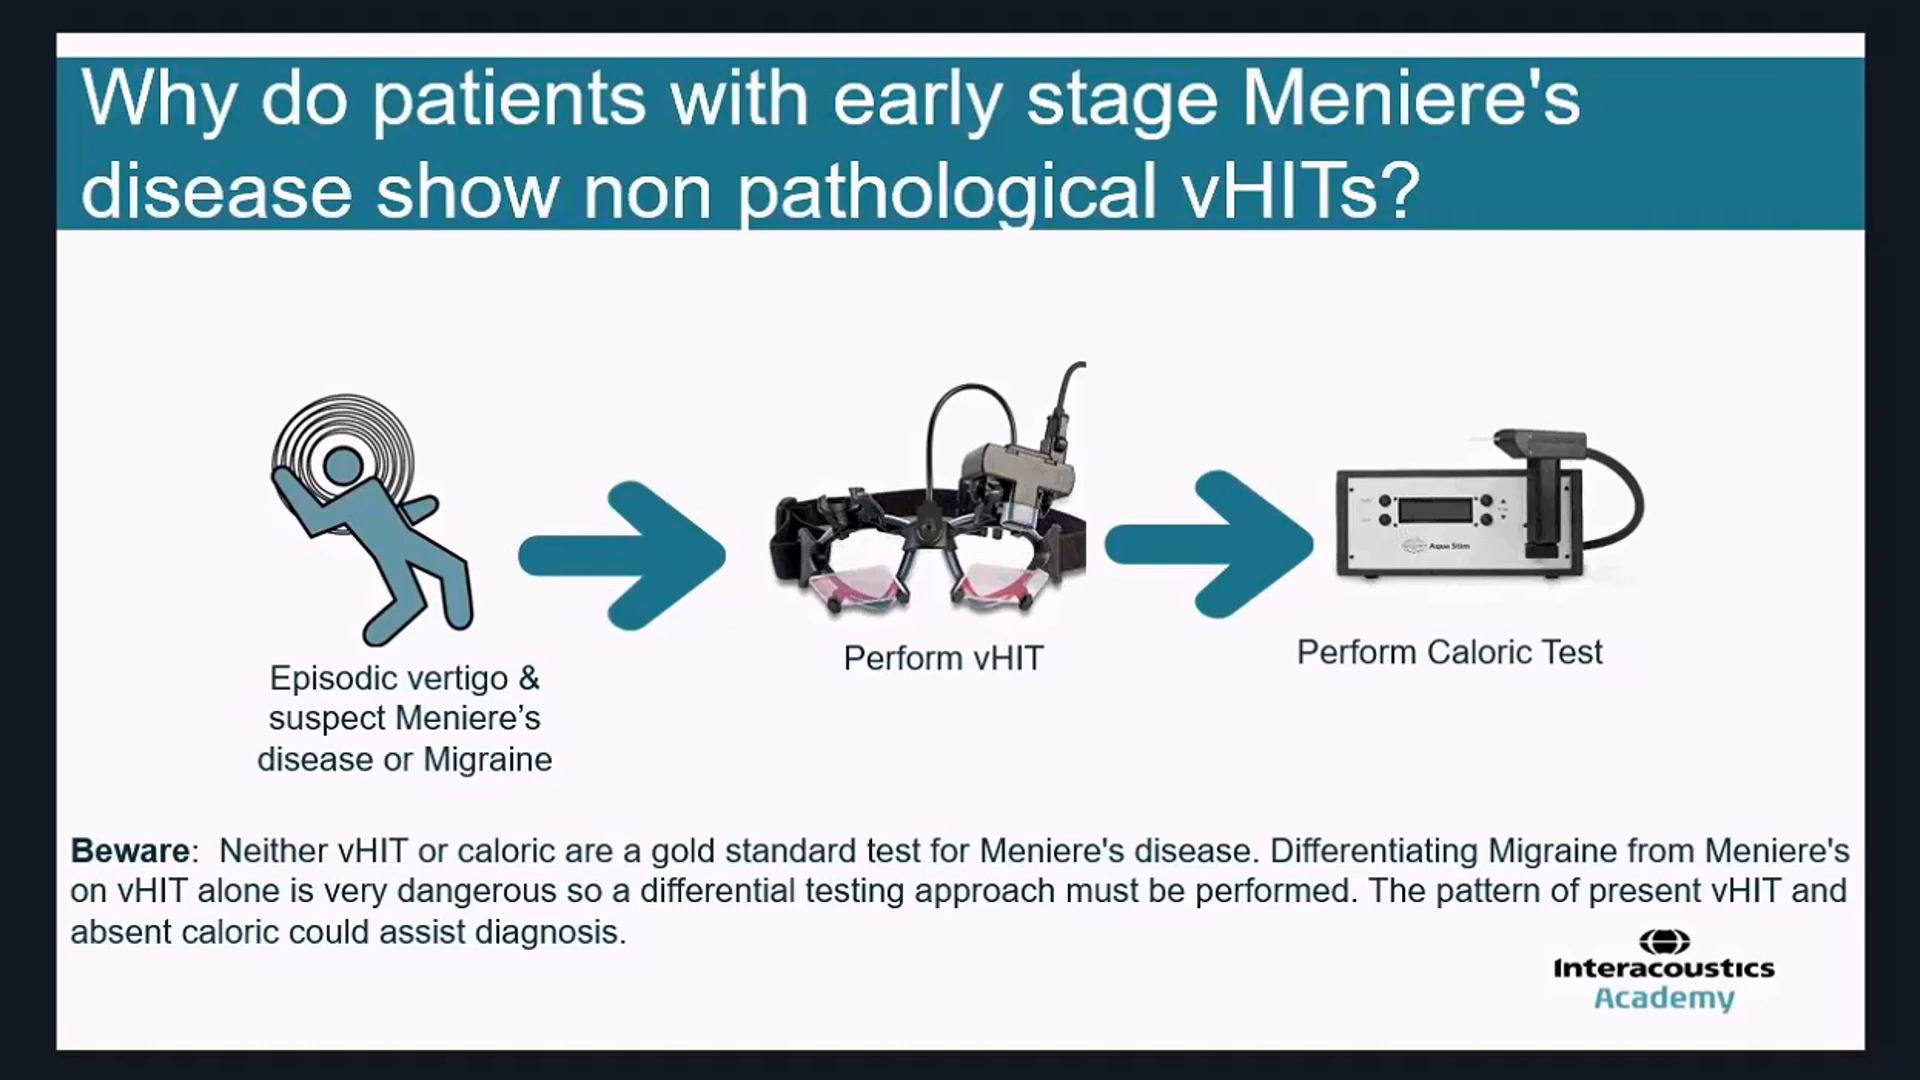 Why do patients with early stage Meniere's
disease show non pathological vHITs?
Episodic vertigo &
suspect Meniere’s
disease or Migraine
Perform vHIT
Aqua Stim
Perform Caloric Test
Beware:  Neither vHIT or caloric are a gold standard test for Meniere's disease. Differentiating Migraine from Meniere's
on vHIT alone is very dangerous so a differential testing approach must be performed. The pattern of present vHIT and
absent caloric could assist diagnosis.
Interacoustics
Academy